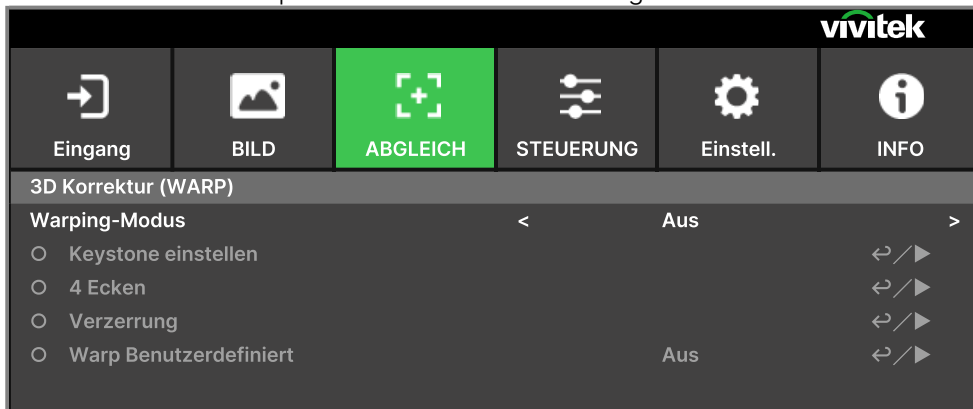 vivitek
Eingang BILD ABGLEICH STEUERUNG Einstell. INFO
3D Korrektur (WARP)
Warping-Modus < Aus >
Keystone einstellen
4 Ecken
Verzerrung
Warp Benutzerdefiniert Aus